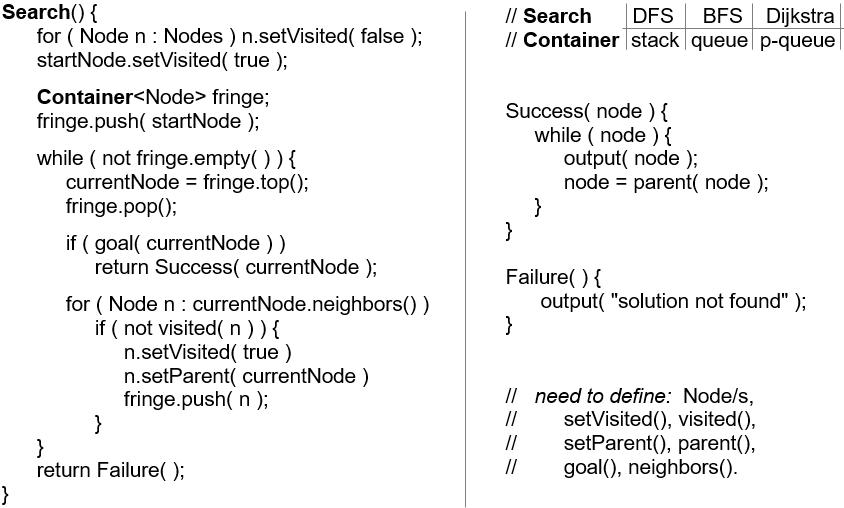 Search() {
for ( Node n : Nodes ) n.setVisited( false );
startNode.setVisited( true );
Container<Node> fringe;
fringe.push( startNode );
while ( not fringe.empty( ) ) {
currentNode = fringe.top();
fringe.pop();
if ( goal( currentNode ) )
return Success( currentNode );
for ( Node n : currentNode.neighbors() )
if ( not visited( n ) ) {
n.setVisited( true )
n.setParent( currentNode )
fringe.push( n );
}
}
return Failure( );
}
// Search DFS BFS Dijkstra
// Container stack queue p-queue
Success( node ) {
while ( node ) {
output( node );
node = parent( node );
}
}
Failure( ) {
output( "solution not found" );
}
// need to define: Node/s,
// setVisited(), visited(),
// setParent(), parent(),
// goal(), neighbors().